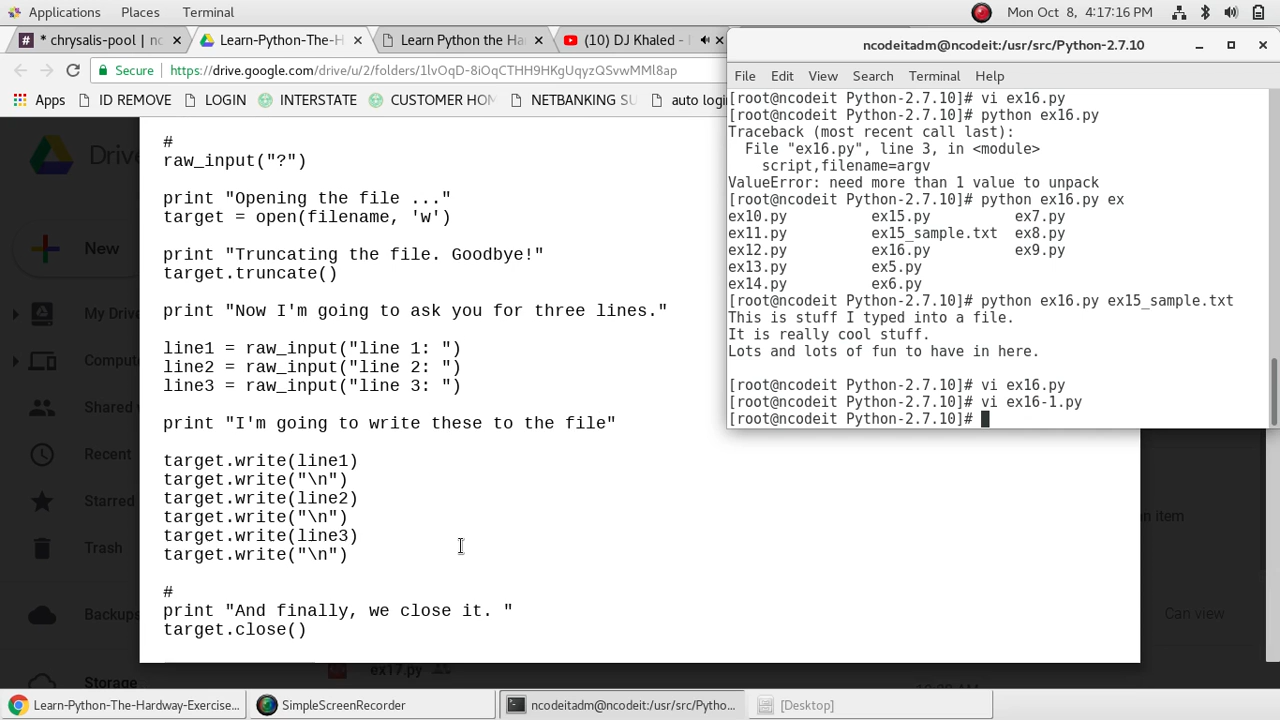 Applications Places Terminal Mon Oct 8, 4:17:16 PM
# * chrysalis-pool | nc × Learn-Python-The-H × Learn Python the Ha × (10) DJ Khaled - ×
Secure https://drive.google.com/drive/u/2/folders/1lvOqD-8iOqCTHH9HKgUqyzQSvwMMl8ap
Apps ID REMOVE LOGIN INTERSTATE CUSTOMER HOM NETBANKING SU auto login
Drive
New
My Drive
Compute
Shared w
Recent
Starred
Trash
Backups
Storage
#
raw_input("?")
print "Opening the file ..."
target = open(filename, 'w')
print "Truncating the file. Goodbye!"
target.truncate()
print "Now I'm going to ask you for three lines."
line1 = raw_input("line 1: ")
line2 = raw_input("line 2: ")
line3 = raw_input("line 3: ")
print "I'm going to write these to the file"
target.write(line1)
target.write("\n")
target.write(line2)
target.write("\n")
target.write(line3)
target.write("\n")
#
print "And finally, we close it. "
target.close()
ex17.py
item
Can view
ncodeitadm@ncodeit:/usr/src/Python-2.7.10
File Edit View Search Terminal Help
[root@ncodeit Python-2.7.10]# vi ex16.py
[root@ncodeit Python-2.7.10]# python ex16.py
Traceback (most recent call last):
File "ex16.py", line 3, in <module>
script,filename=argv
ValueError: need more than 1 value to unpack
[root@ncodeit Python-2.7.10]# python ex16.py ex
ex10.py ex15.py ex7.py
ex11.py ex15_sample.txt ex8.py
ex12.py ex16.py ex9.py
ex13.py ex5.py
ex14.py ex6.py
[root@ncodeit Python-2.7.10]# python ex16.py ex15_sample.txt
This is stuff I typed into a file.
It is really cool stuff.
Lots and lots of fun to have in here.
[root@ncodeit Python-2.7.10]# vi ex16.py
[root@ncodeit Python-2.7.10]# vi ex16-1.py
[root@ncodeit Python-2.7.10]#
Learn-Python-The-Hardway-Exercise... SimpleScreenRecorder ncodeitadm@ncodeit:/usr/src/Pytho... [Desktop]